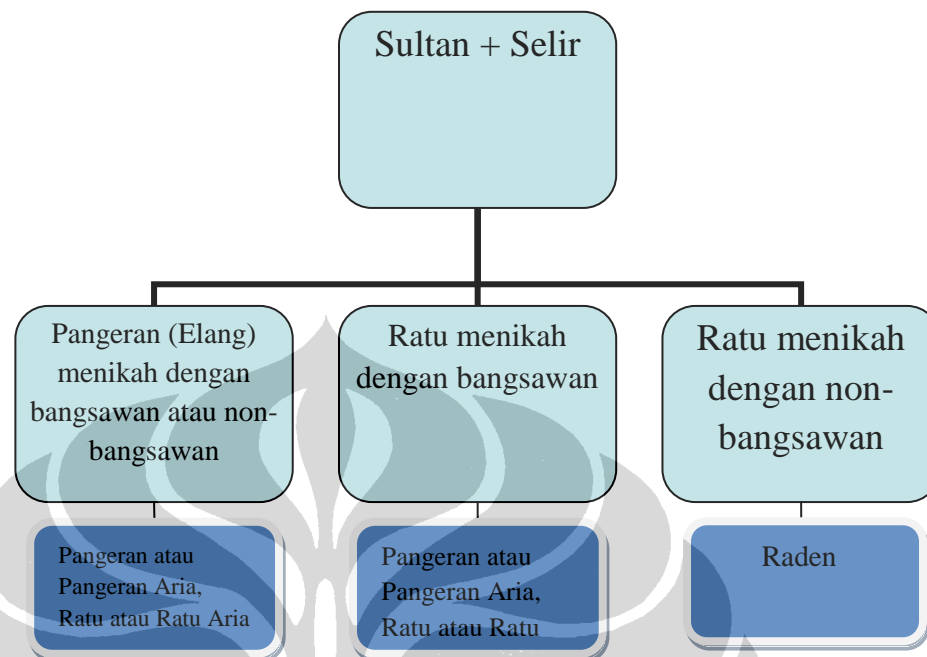 Sultan + Selir
Pangeran (Elang)
menikah dengan
bangsawan atau non-
bangsawan
Ratu menikah
dengan bangsawan
Ratu menikah
dengan non-
bangsawan
Pangeran atau
Pangeran Aria,
Ratu atau Ratu Aria
Pangeran atau
Pangeran Aria,
Ratu atau Ratu
Raden